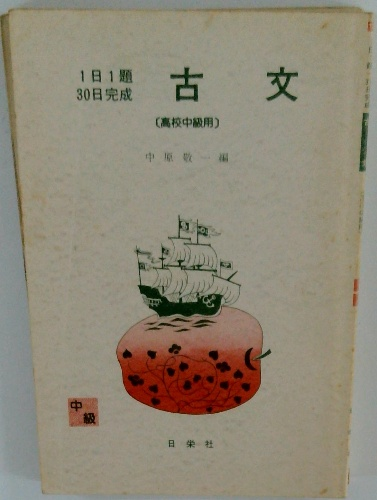 1日1題
30日完成
古文
〔高校中級用〕
中原敬一編
中級
日栄社